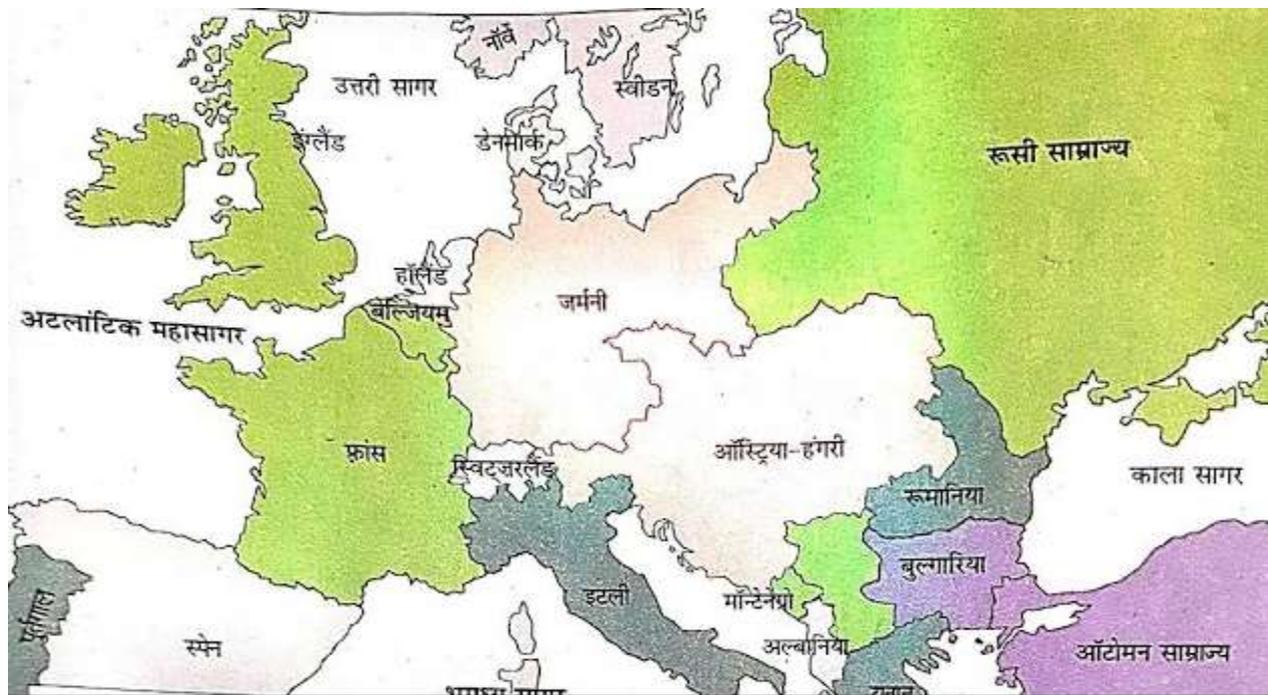 नॉर्वे
उत्तरी सागर
स्वीडन
इंग्लैंड
डेनमार्क
रूसी साम्राज्य
हॉलैंड
बेल्जियम
जर्मनी
अटलांटिक महासागर
फ्रांस
स्विट्ज़रलैंड
ऑस्ट्रिया-हंगरी
काला सागर
रूमानिया
बुल्गारिया
इटली
मॉन्टेनेग्रो
पुर्तगाल
स्पेन
अल्बानिया
ऑटोमन साम्राज्य